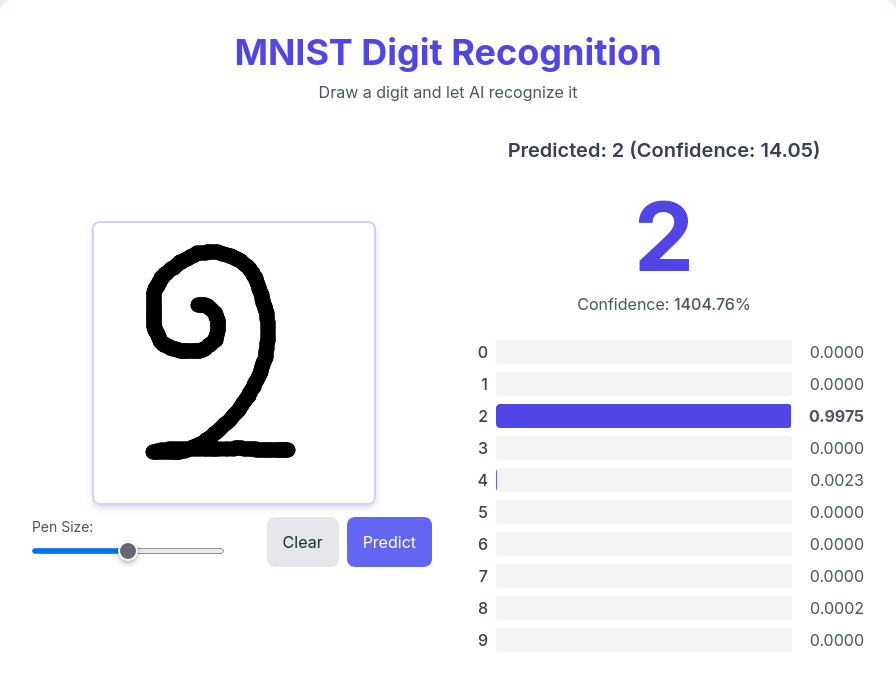 MNIST Digit Recognition
Draw a digit and let AI recognize it
2
Pen Size:
Clear
Predict
Predicted: 2 (Confidence: 14.05)
2
Confidence: 1404.76%
0 0.0000
1 0.0000
2 0.9975
3 0.0000
4 0.0023
5 0.0000
6 0.0000
7 0.0000
8 0.0002
9 0.0000